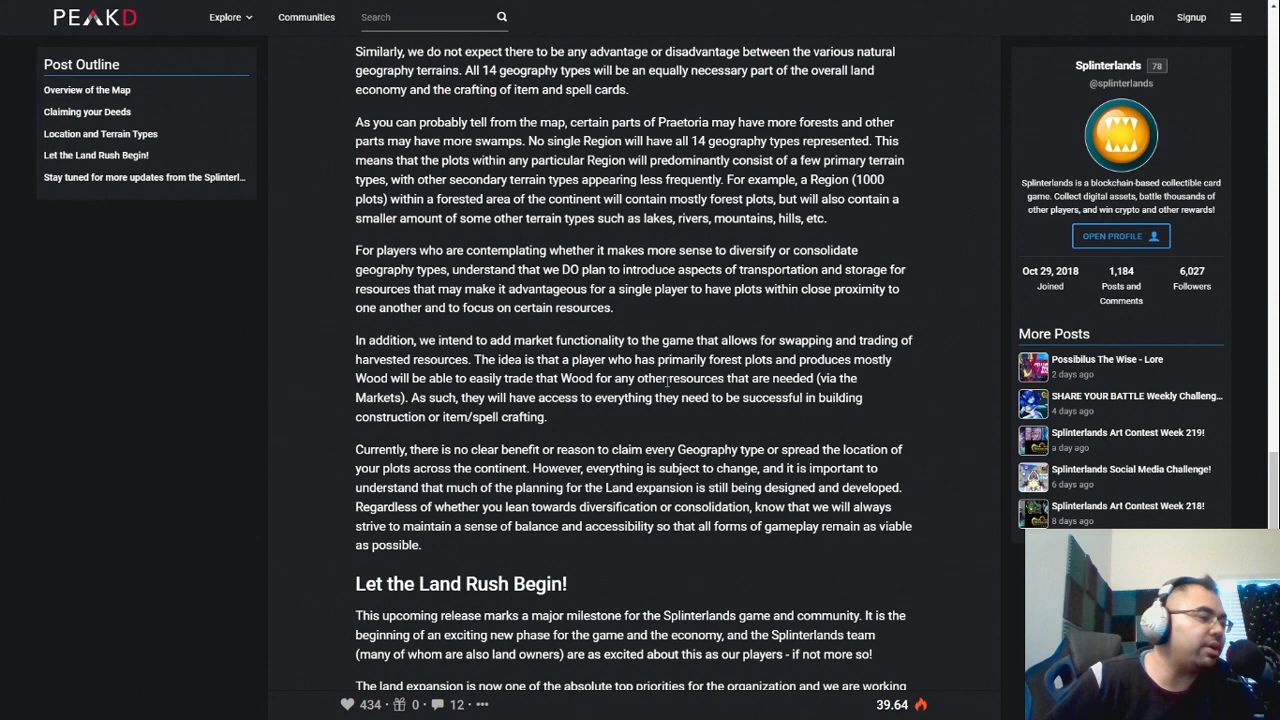 PEAKD
Explore
Communities
Search
Login
Signup
Post Outline
Overview of the Map
Claiming your Deeds
Location and Terrain Types
Let the Land Rush Begin!
Stay tuned for more updates from the Splinterl...
Similarly, we do not expect there to be any advantage or disadvantage between the various natural
geography terrains. All 14 geography types will be an equally necessary part of the overall land
economy and the crafting of item and spell cards.
As you can probably tell from the map, certain parts of Praetoria may have more forests and other
parts may have more swamps. No single Region will have all 14 geography types represented. This
means that the plots within any particular Region will predominantly consist of a few primary terrain
types, with other secondary terrain types appearing less frequently. For example, a Region (1000
plots) within a forested area of the continent will contain mostly forest plots, but will also contain a
smaller amount of some other terrain types such as lakes, rivers, mountains, hills, etc.
For players who are contemplating whether it makes more sense to diversify or consolidate
geography types, understand that we DO plan to introduce aspects of transportation and storage for
resources that may make it advantageous for a single player to have plots within close proximity to
one another and to focus on certain resources.
In addition, we intend to add market functionality to the game that allows for swapping and trading of
harvested resources. The idea is that a player who has primarily forest plots and produces mostly
Wood will be able to easily trade that Wood for any other resources that are needed (via the
Markets). As such, they will have access to everything they need to be successful in building
construction or item/spell crafting.
Currently, there is no clear benefit or reason to claim every Geography type or spread the location of
your plots across the continent. However, everything is subject to change, and it is important to
understand that much of the planning for the Land expansion is still being designed and developed.
Regardless of whether you lean towards diversification or consolidation, know that we will always
strive to maintain a sense of balance and accessibility so that all forms of gameplay remain as viable
as possible.
Let the Land Rush Begin!
This upcoming release marks a major milestone for the Splinterlands game and community. It is the
beginning of an exciting new phase for the game and the economy, and the Splinterlands team
(many of whom are also land owners) are as excited about this as our players - if not more so!
The land expansion is now one of the absolute top priorities for the organization and we are working
434 · 0 · 12 · ...
39.64
Splinterlands 78
@splinterlands
Splinterlands is a blockchain-based collectible card
game. Collect digital assets, battle thousands of
other players, and win crypto and other rewards!
OPEN PROFILE
Oct 29, 2018 1,184 6,027
Joined Posts and Followers
Comments
More Posts
Possibilus The Wise - Lore
2 days ago
SHARE YOUR BATTLE Weekly Challeng...
4 days ago
Splinterlands Art Contest Week 219!
a day ago
Splinterlands Social Media Challenge!
6 days ago
Splinterlands Art Contest Week 218!
8 days ago